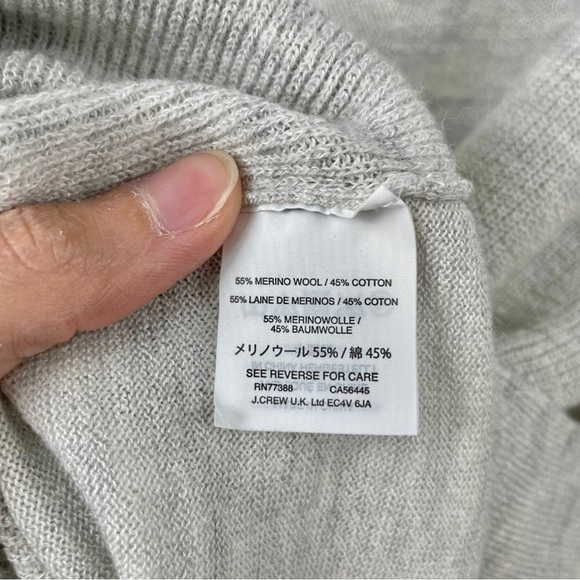 55% MERINO WOOL / 45% COTTON
55% LAINE DE MERINOS / 45% COTON
55% MERINOWOLLE /
45% BAUMWOLLE
メリノウール 55% / 綿 45%
SEE REVERSE FOR CARE
RN77388 CA56445
J.CREW U.K. Ltd EC4V 6JA